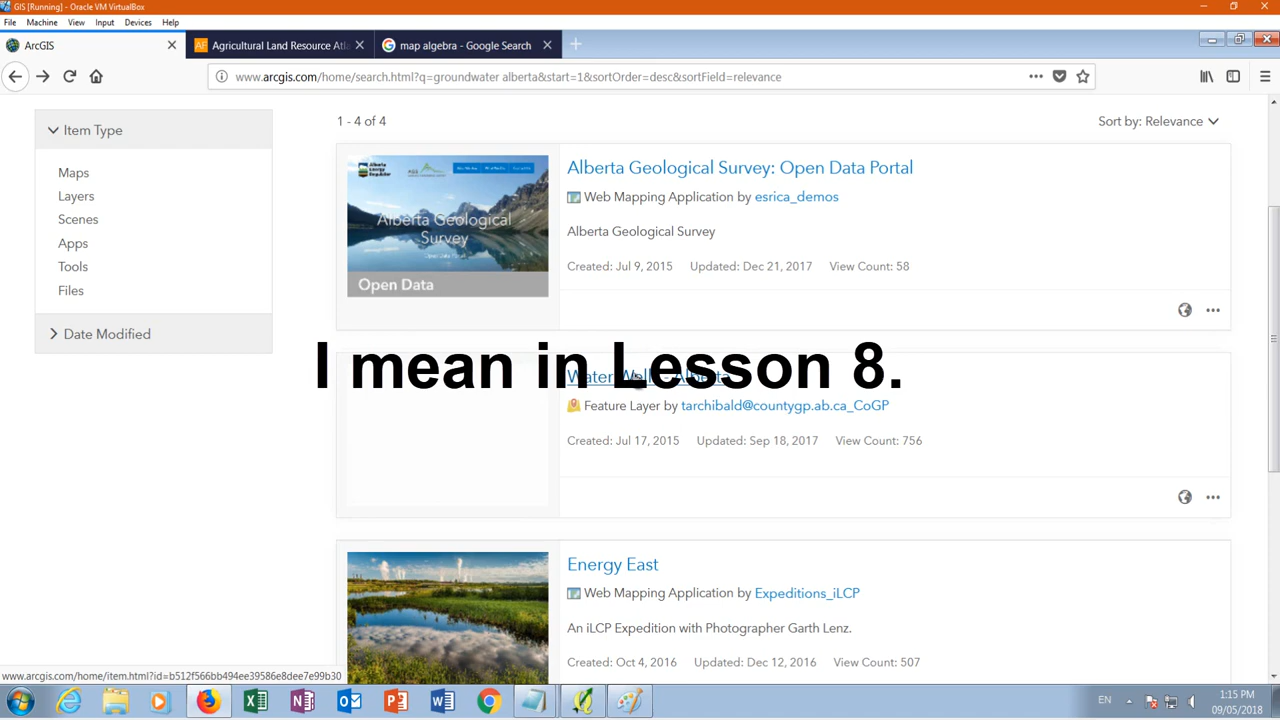 GIS [Running] - Oracle VM VirtualBox
File Machine View Input Devices Help
ArcGIS
Agricultural Land Resource Atla
map algebra - Google Search
www.arcgis.com/home/search.html?q=groundwater alberta&start=1&sortOrder=desc&sortField=relevance
Item Type
Maps
Layers
Scenes
Apps
Tools
Files
Date Modified
1 - 4 of 4
Sort by: Relevance
Alberta Geological Survey
Open Data
Alberta Geological Survey: Open Data Portal
Web Mapping Application by esrica_demos
Alberta Geological Survey
Created: Jul 9, 2015 Updated: Dec 21, 2017 View Count: 58
I mean in Lesson 8.
Water Wells - Alberta
Feature Layer by tarchibald@countygp.ab.ca_CoGP
Created: Jul 17, 2015 Updated: Sep 18, 2017 View Count: 756
Energy East
Web Mapping Application by Expeditions_iLCP
An iLCP Expedition with Photographer Garth Lenz.
Created: Oct 4, 2016 Updated: Dec 12, 2016 View Count: 507
www.arcgis.com/home/item.html?id=b512f566bb494ee39586e8dee7e99b30
EN
1:15 PM
09/05/2018